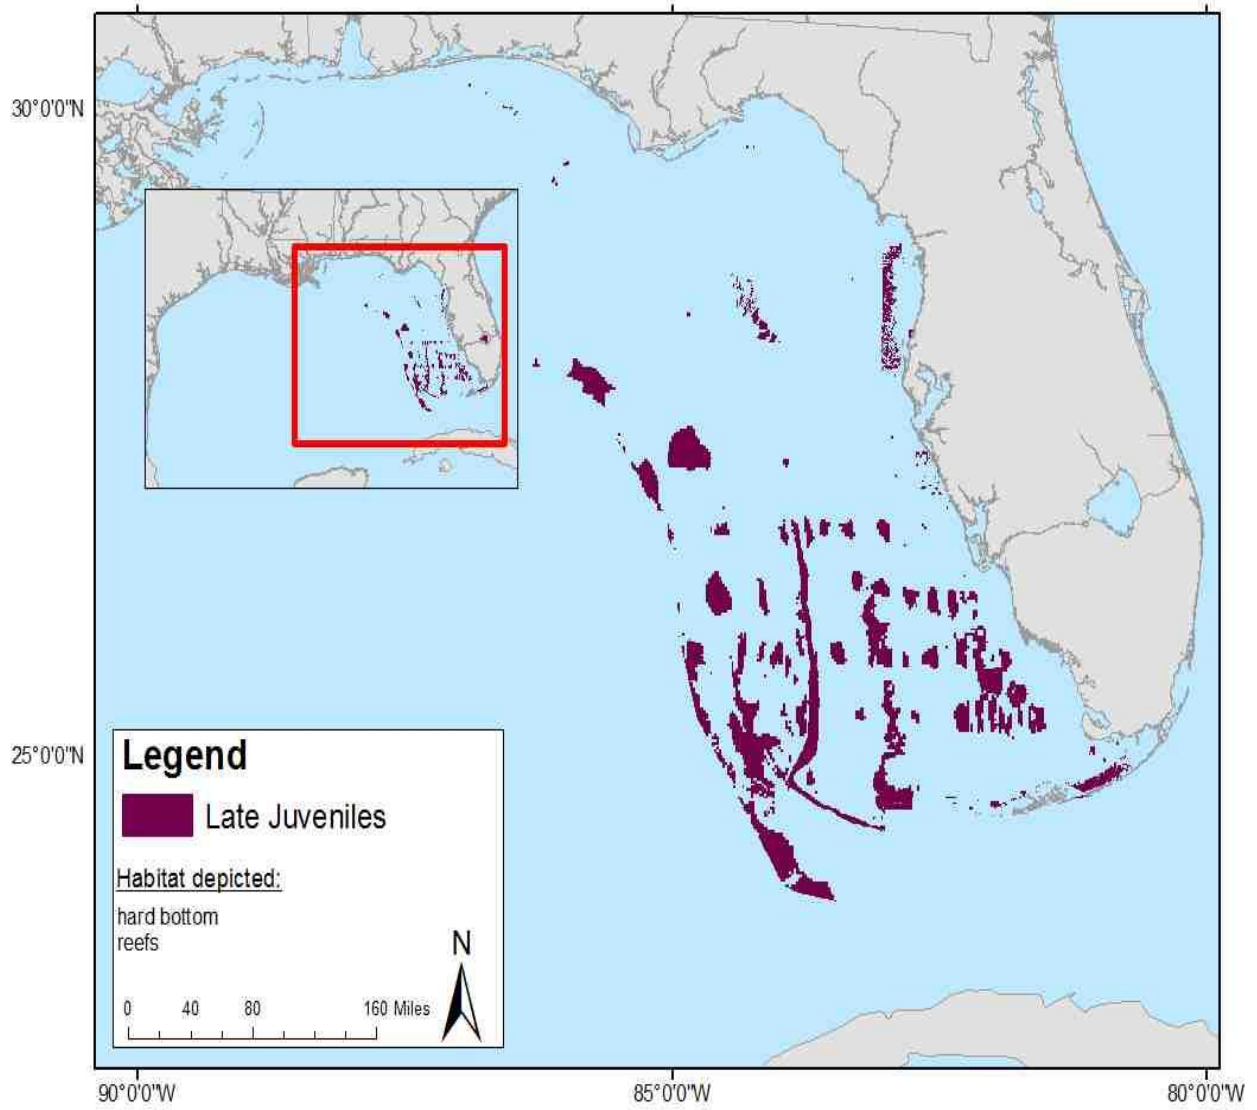 30°0'0"N
25°0'0"N
Legend
Late Juveniles
Habitat depicted:
hard bottom
reefs
N
0 40 80 160 Miles
90°0'0"W 85°0'0"W 80°0'0"W